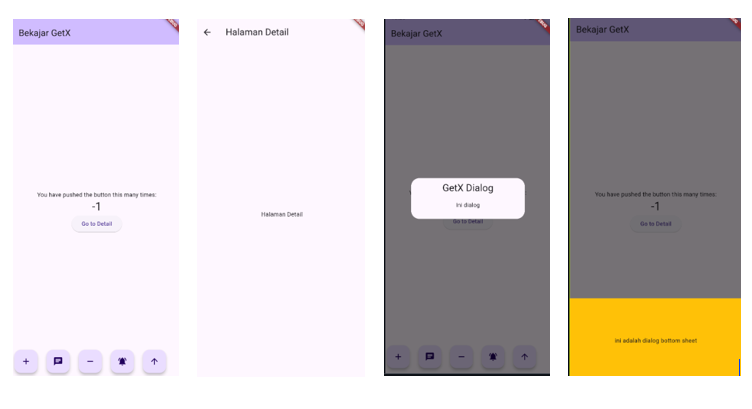 Bekajar GetX
You have pushed the button this many times:
-1
Go to Detail
Halaman Detail
Halaman Detail
Bekajar GetX
GetX Dialog
ini dialog
Go to Detail
Bekajar GetX
You have pushed the button this many times:
-1
Go to Detail
ini adalah dialog bottom sheet